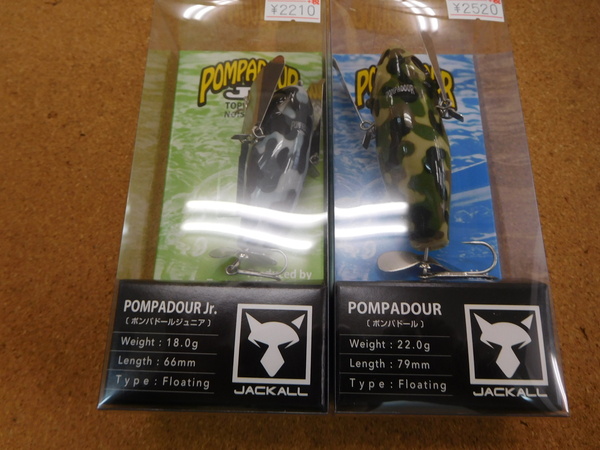 ¥2210
POMPADOUR
POMPADOUR Jr.
〔 ポンパドールジュニア 〕
Weight : 18.0g
Length : 66mm
Type : Floating
JACKALL
¥2520
POMPADOUR
POMPADOUR
〔 ポンパドール 〕
Weight : 22.0g
Length : 79mm
Type : Floating
JACKALL